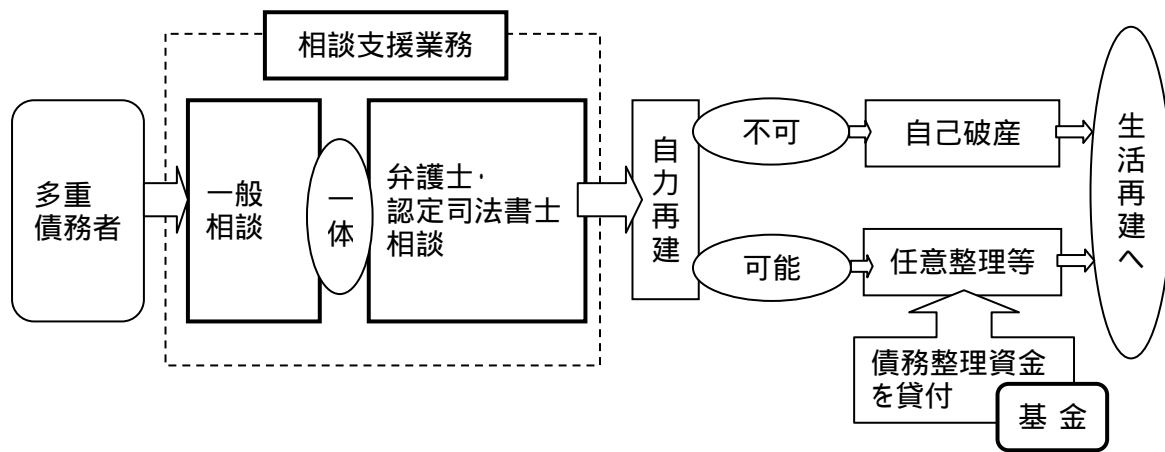 相談支援業務
多重
債務者
一般
相談
一体
弁護士・
認定司法書士
相談
自力再建
不可
自己破産
可能
任意整理等
債務整理資金
を貸付
基 金
生活再建へ